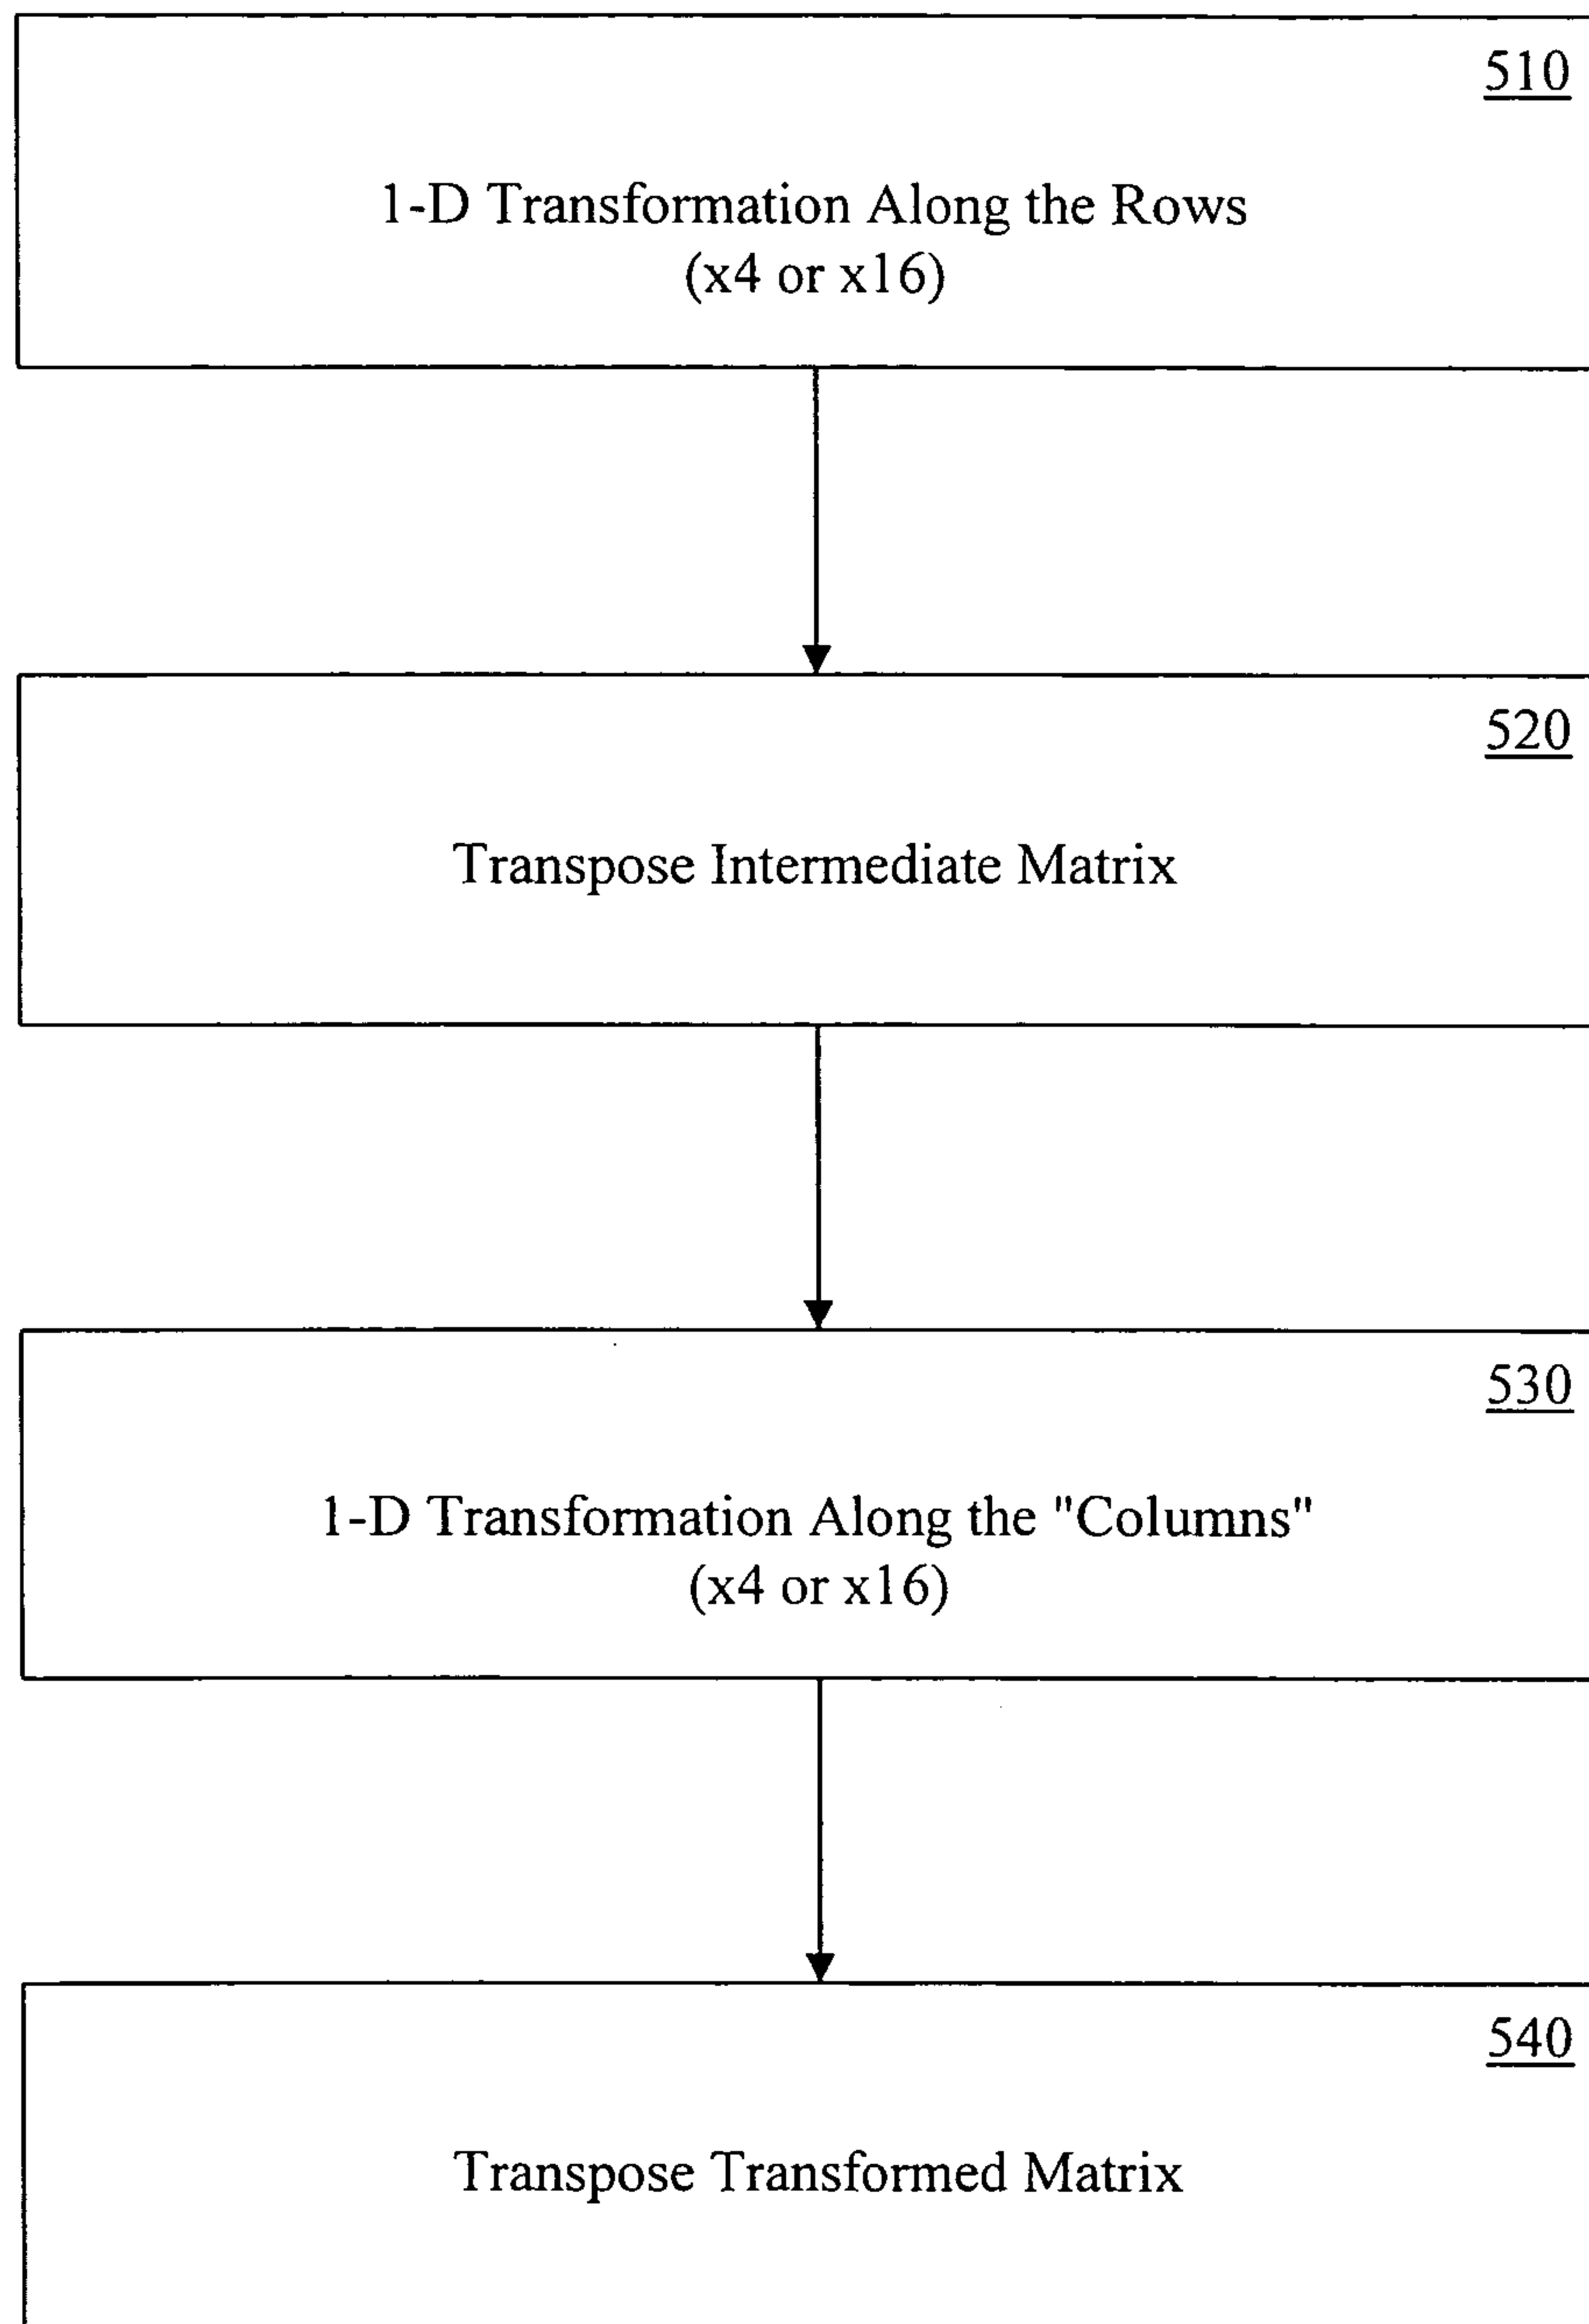 510
1-D Transformation Along the Rows
(x4 or x16)
520
Transpose Intermediate Matrix
530
1-D Transformation Along the "Columns"
(x4 or x16)
540
Transpose Transformed Matrix